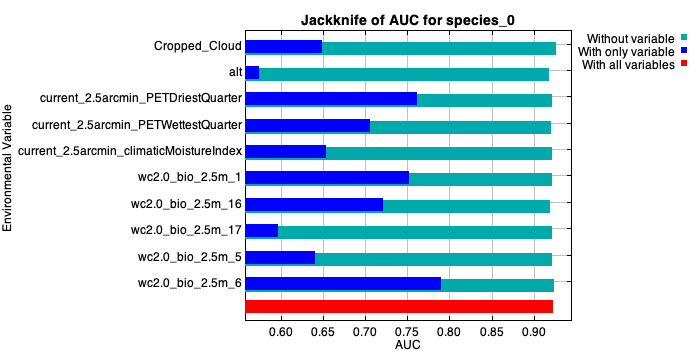 Jackknife of AUC for species_0
Without variable
With only variable
With all variables
Environmental Variable
Cropped_Cloud
alt
current_2.5arcmin_PETDriestQuarter
current_2.5arcmin_PETWettestQuarter
current_2.5arcmin_climaticMoistureIndex
wc2.0_bio_2.5m_1
wc2.0_bio_2.5m_16
wc2.0_bio_2.5m_17
wc2.0_bio_2.5m_5
wc2.0_bio_2.5m_6
0.60 0.65 0.70 0.75 0.80 0.85 0.90
AUC